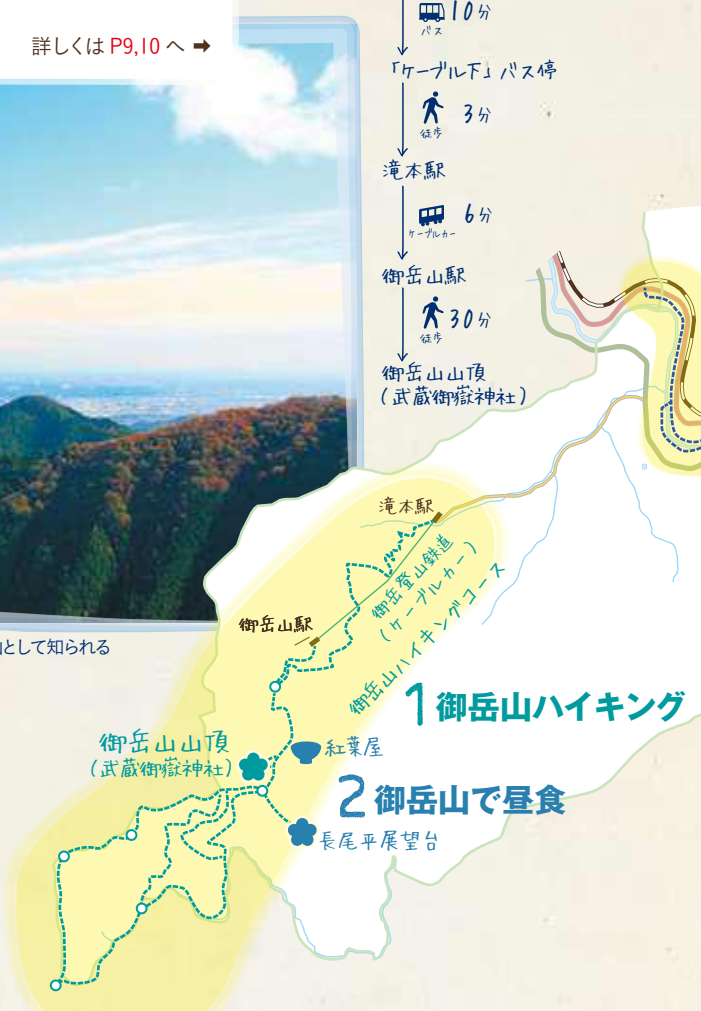 詳しくは P9,10 へ ➡
10分
バス
「ケーブル下」バス停
3分
徒歩
滝本駅
6分
ケーブルカー
御岳山駅
30分
徒歩
御岳山山頂
(武蔵御嶽神社)
として知られる
滝本駅
御岳登山鉄道
(ケーブルカー)
御岳山ハイキングコース
御岳山駅
1 御岳山ハイキング
御岳山山頂
(武蔵御嶽神社)
紅葉屋
2 御岳山で昼食
長尾平展望台